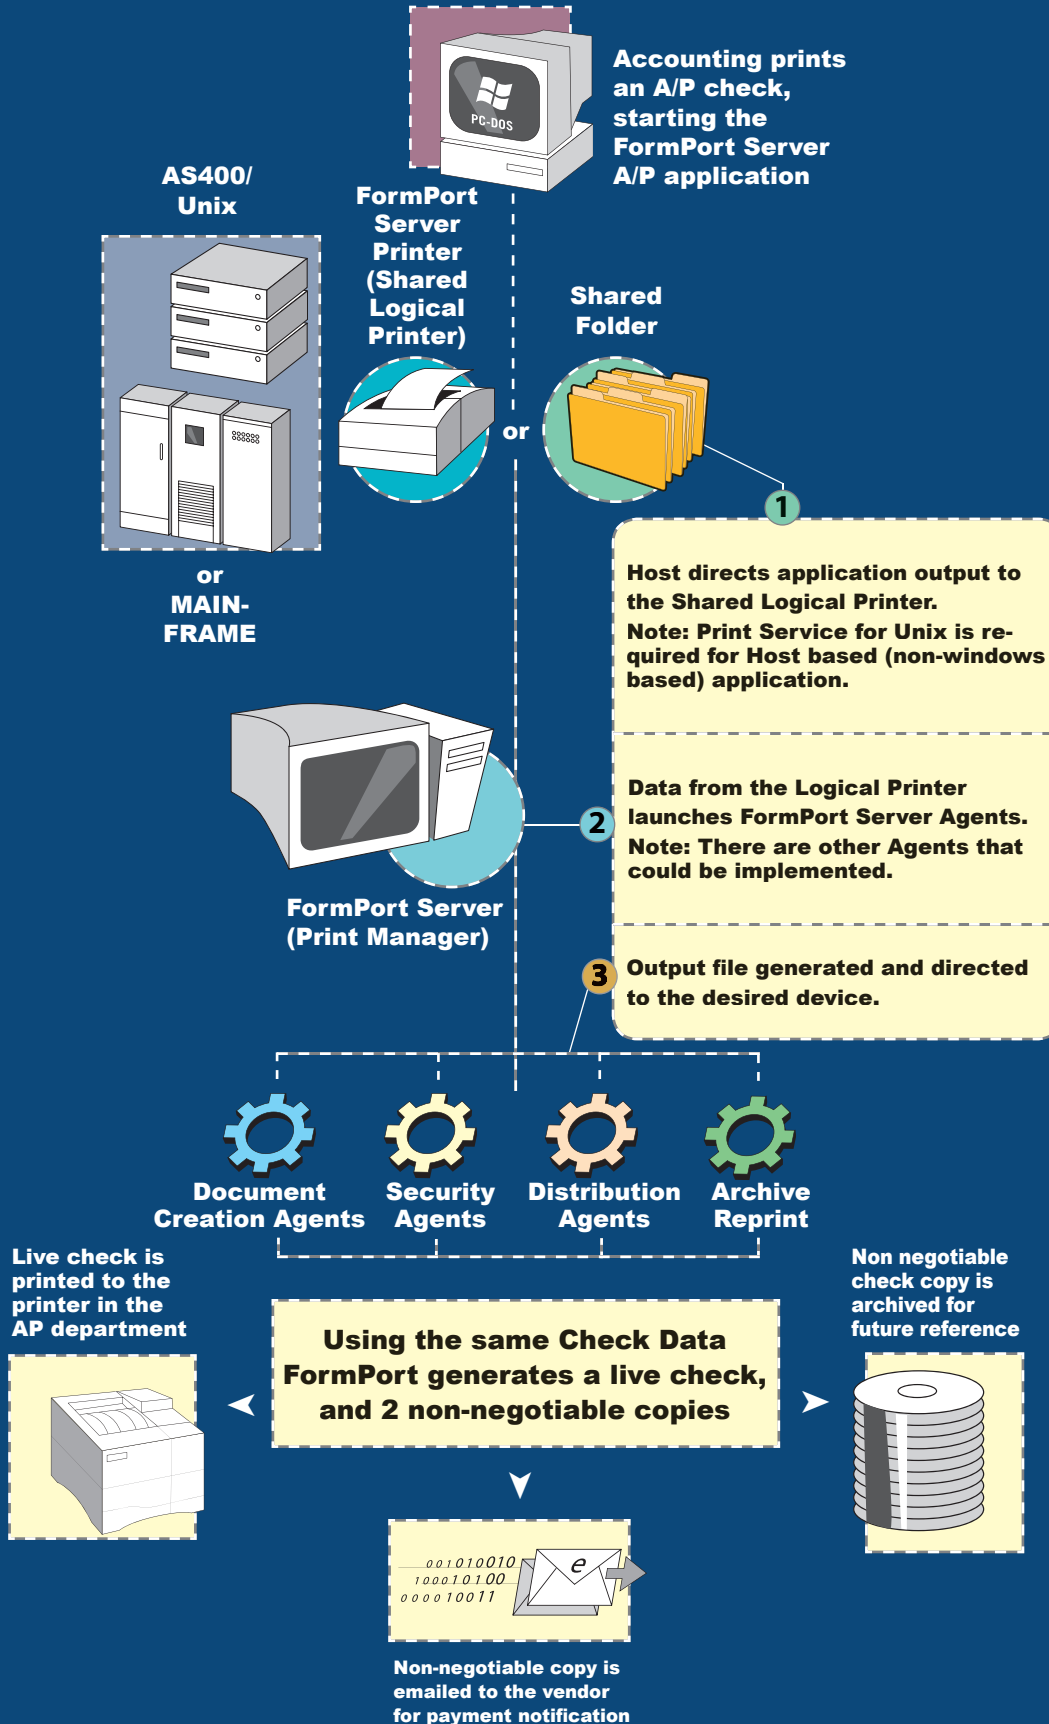 PC-DOS
Accounting prints
an A/P check,
starting the
FormPort Server
A/P application
AS400/
Unix
or
MAIN-
FRAME
FormPort
Server
Printer
(Shared
Logical
Printer)
or
Shared
Folder
1
Host directs application output to
the Shared Logical Printer.
Note: Print Service for Unix is re-
quired for Host based (non-windows
based) application.
2
Data from the Logical Printer
launches FormPort Server Agents.
Note: There are other Agents that
could be implemented.
FormPort Server
(Print Manager)
3
Output file generated and directed
to the desired device.
Document
Creation Agents
Security
Agents
Distribution
Agents
Archive
Reprint
Live check is
printed to the
printer in the
AP department
Using the same Check Data
FormPort generates a live check,
and 2 non-negotiable copies
Non negotiable
check copy is
archived for
future reference
001010010
100010100
000010011
e
Non-negotiable copy is
emailed to the vendor
for payment notification